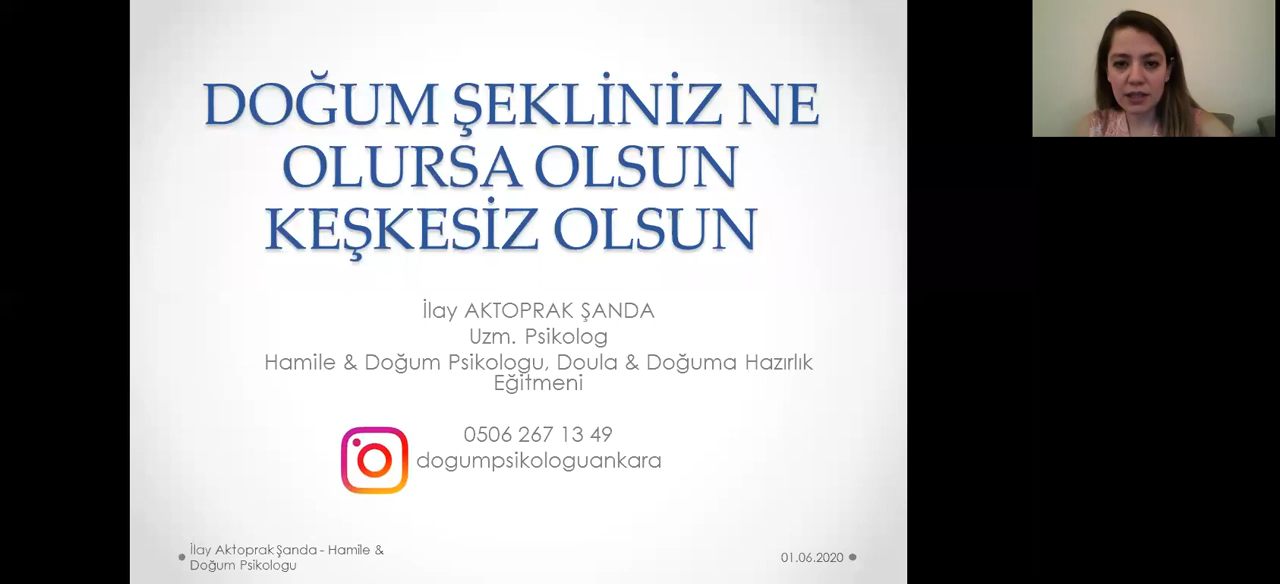 DOĞUM ŞEKLİNİZ NE
OLURSA OLSUN
KEŞKESİZ OLSUN
İlay AKTOPRAK ŞANDA
Uzm. Psikolog
Hamile & Doğum Psikologu, Doula & Doğuma Hazırlık
Eğitmeni
0506 267 13 49
dogumpsikologuankara
İlay Aktoprak Şanda - Hamile &
Doğum Psikologu
01.06.2020